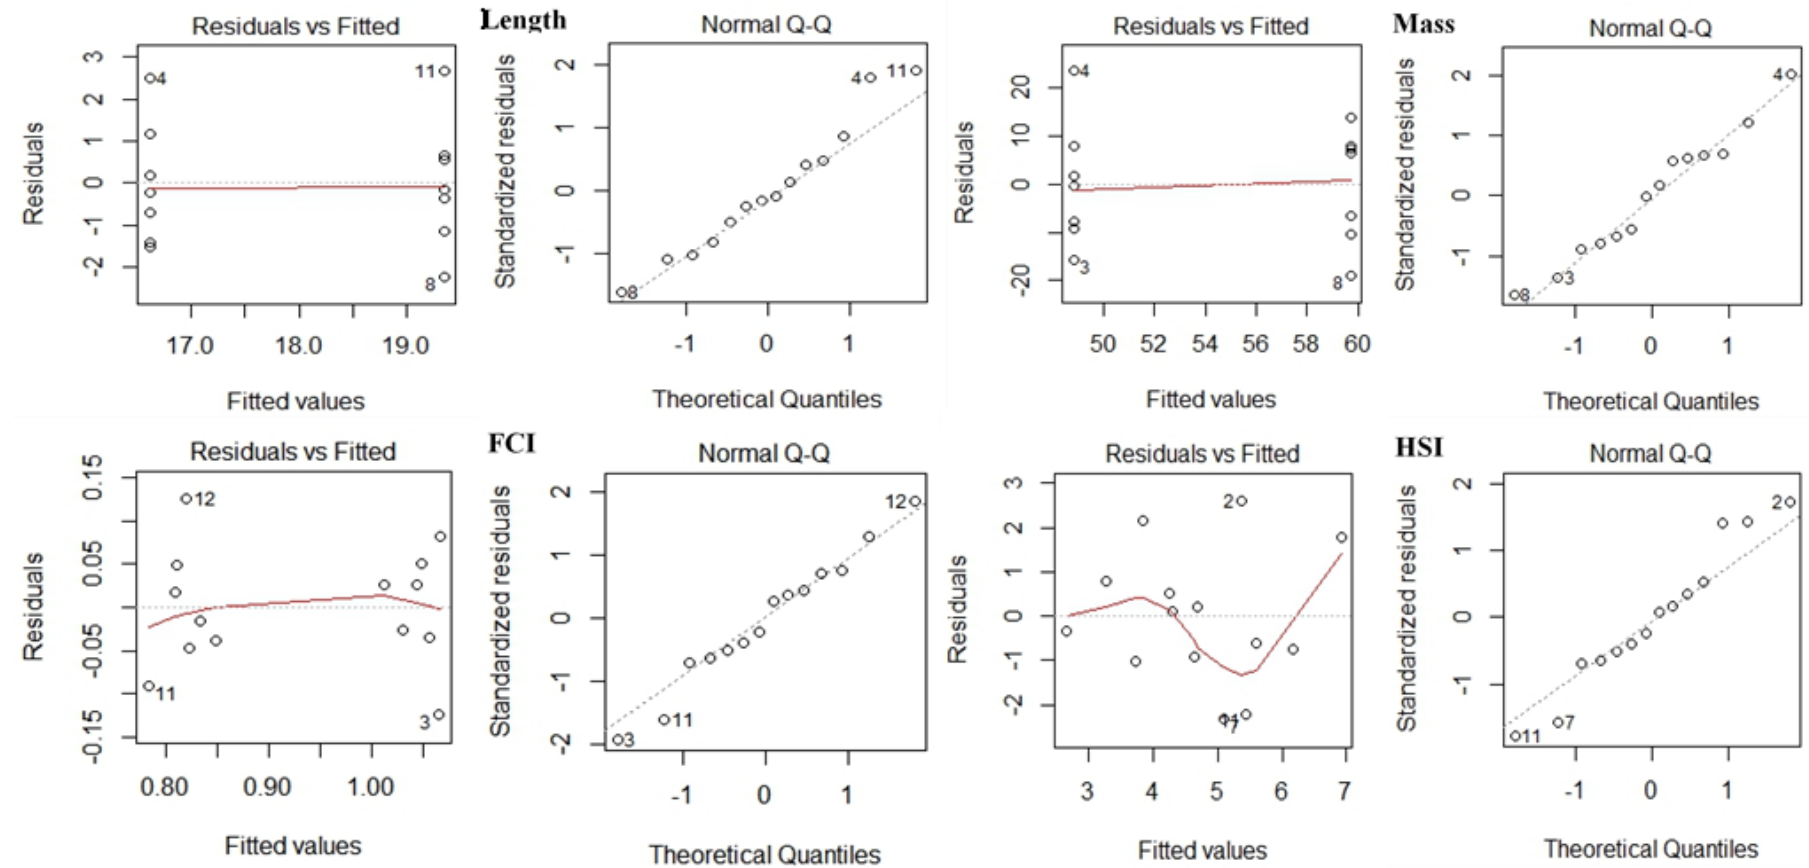 Residuals vs Fitted
Length
Normal Q-Q
Residuals
3
2
1
0
-1
-2
4
11
8
17.0 18.0 19.0
Fitted values
Standardized residuals
2
1
0
-1
4
11
8
-1 0 1
Theoretical Quantiles
Residuals vs Fitted
Mass
Normal Q-Q
Residuals
20
10
0
-20
4
3
8
50 52 54 56 58 60
Fitted values
Standardized residuals
2
1
0
-1
4
3
8
-1 0 1
Theoretical Quantiles
Residuals vs Fitted
FCI
Normal Q-Q
Residuals
0.15
0.05
-0.05
-0.15
12
11
3
0.80 0.90 1.00
Fitted values
Standardized residuals
2
1
0
-1
-2
12
11
3
-1 0 1
Theoretical Quantiles
Residuals vs Fitted
HSI
Normal Q-Q
Residuals
3
2
1
0
-1
-2
2
7
3 4 5 6 7
Fitted values
Standardized residuals
2
1
0
-1
2
7
11
-1 0 1
Theoretical Quantiles